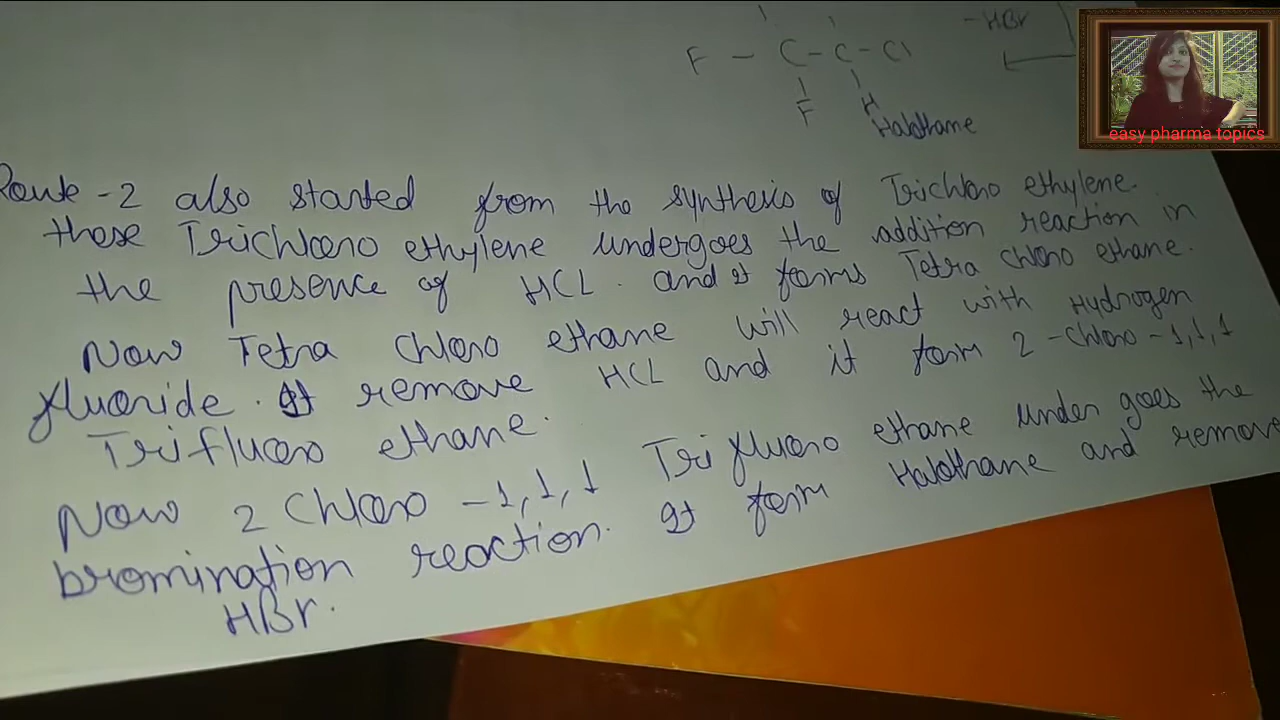 -HBr
F - C - C - Cl
F
H
Halothane
easy pharma topics
Route -2 also started from the synthesis of Trichloro ethylene.
these Trichloro ethylene undergoes the addition reaction in
the presence of HCL. and It forms Tetra chloro ethane.
Now Tetra Chloro ethane will react with Hydrogen
fluoride. It remove HCL and it form 2-chloro-1,1,1
Trifluoro ethane.
Now 2 Chloro -1,1,1 Trifluoro ethane under goes the
bromination reaction. It form Halothane and remove
HBr.